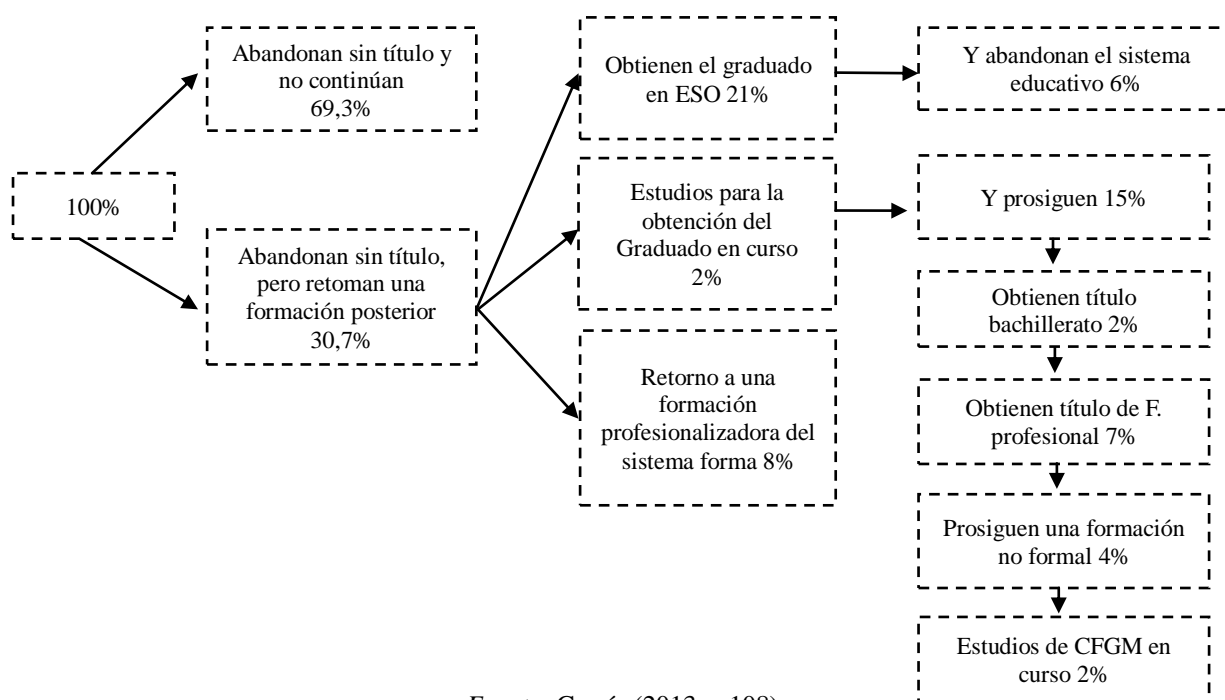 Abandonan sin título y
no continúan
69,3%
100%
Abandonan sin título,
pero retoman una
formación posterior
30,7%
Obtienen el graduado
en ESO 21%
Estudios para la
obtención del
Graduado en curso
2%
Retorno a una
formación
profesionalizadora del
sistema forma 8%
Y abandonan el sistema
educativo 6%
Y prosiguen 15%
Obtienen título
bachillerato 2%
Obtienen título de F.
profesional 7%
Prosiguen una formación
no formal 4%
Estudios de CFGM en
curso 2%